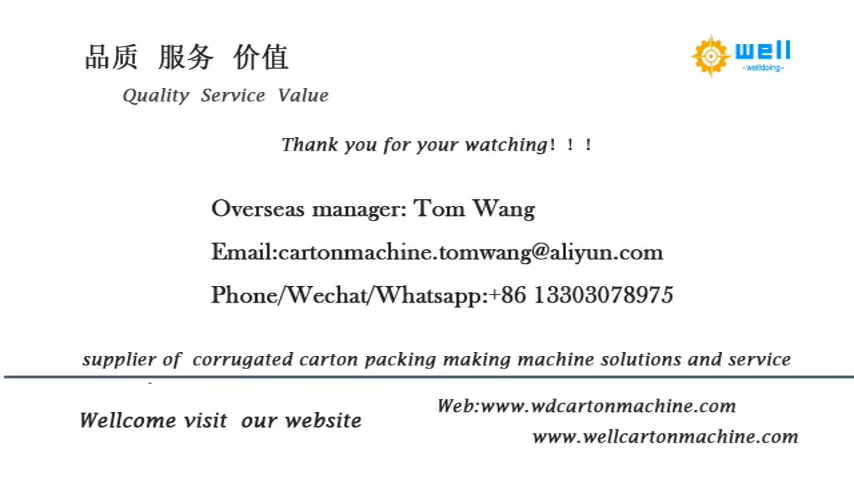 品质 服务 价值
well
-welldoing-
Quality Service Value
Thank you for your watching！！！
Overseas manager: Tom Wang
Email:cartonmachine.tomwang@aliyun.com
Phone/Wechat/Whatsapp:+86 13303078975
supplier of corrugated carton packing making machine solutions and service
Wellcome visit our website
Web:www.wdcartonmachine.com
www.wellcartonmachine.com